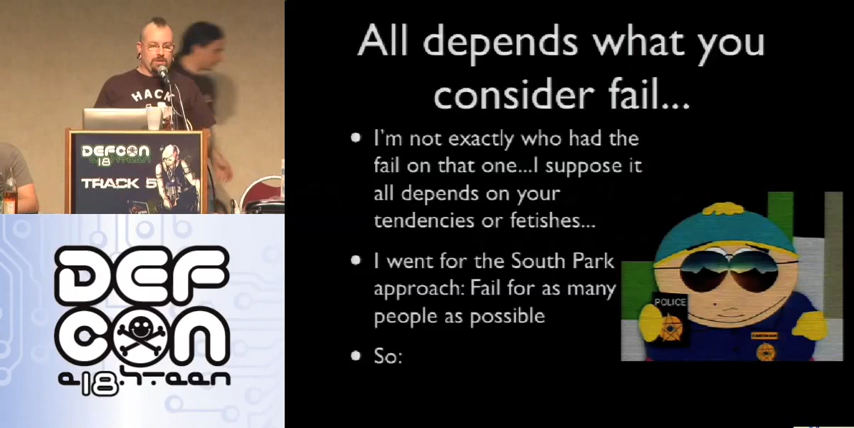 All depends what you
consider fail...
• I'm not exactly who had the
fail on that one...I suppose it
all depends on your
tendencies or fetishes...
• I went for the South Park
approach: Fail for as many
people as possible
• So:
POLICE
HACK
DEFCON
18
TRACK 5
DEF
CON
e18hteen